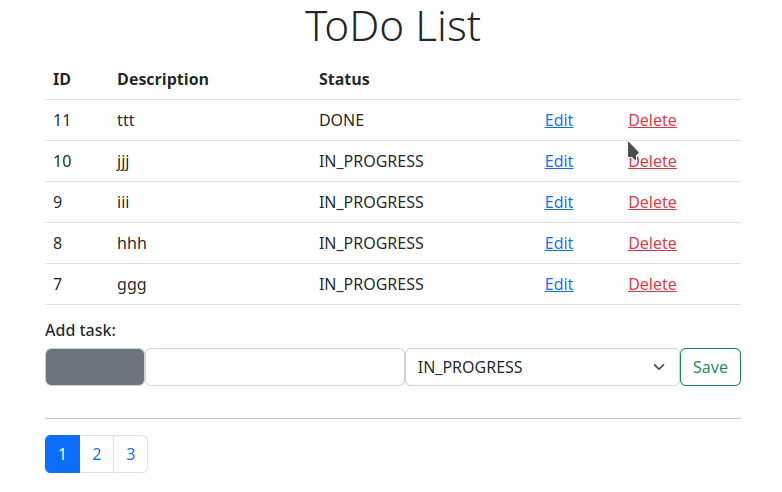 ToDo List
ID Description Status
11 ttt DONE Edit Delete
10 jjj IN_PROGRESS Edit Delete
9 iii IN_PROGRESS Edit Delete
8 hhh IN_PROGRESS Edit Delete
7 ggg IN_PROGRESS Edit Delete
Add task:
IN_PROGRESS Save
1 2 3